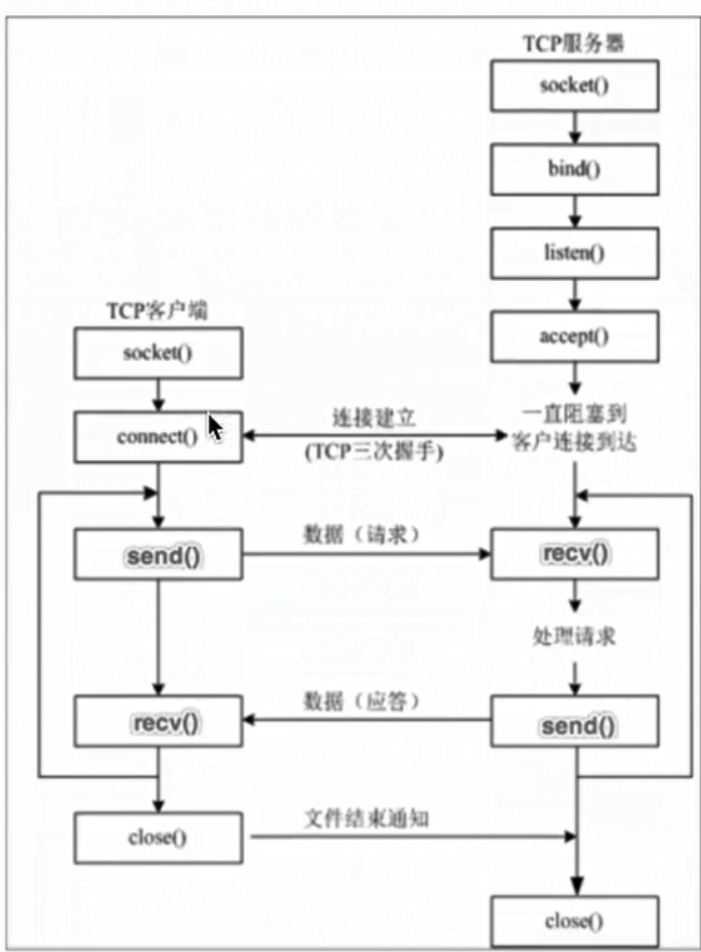 TCP服务器
socket()
bind()
listen()
accept()
一直阻塞到
客户连接到达
TCP客户端
socket()
connect()
连接建立
(TCP三次握手)
send()
数据（请求）
recv()
处理请求
recv()
数据（应答）
send()
close()
文件结束通知
close()